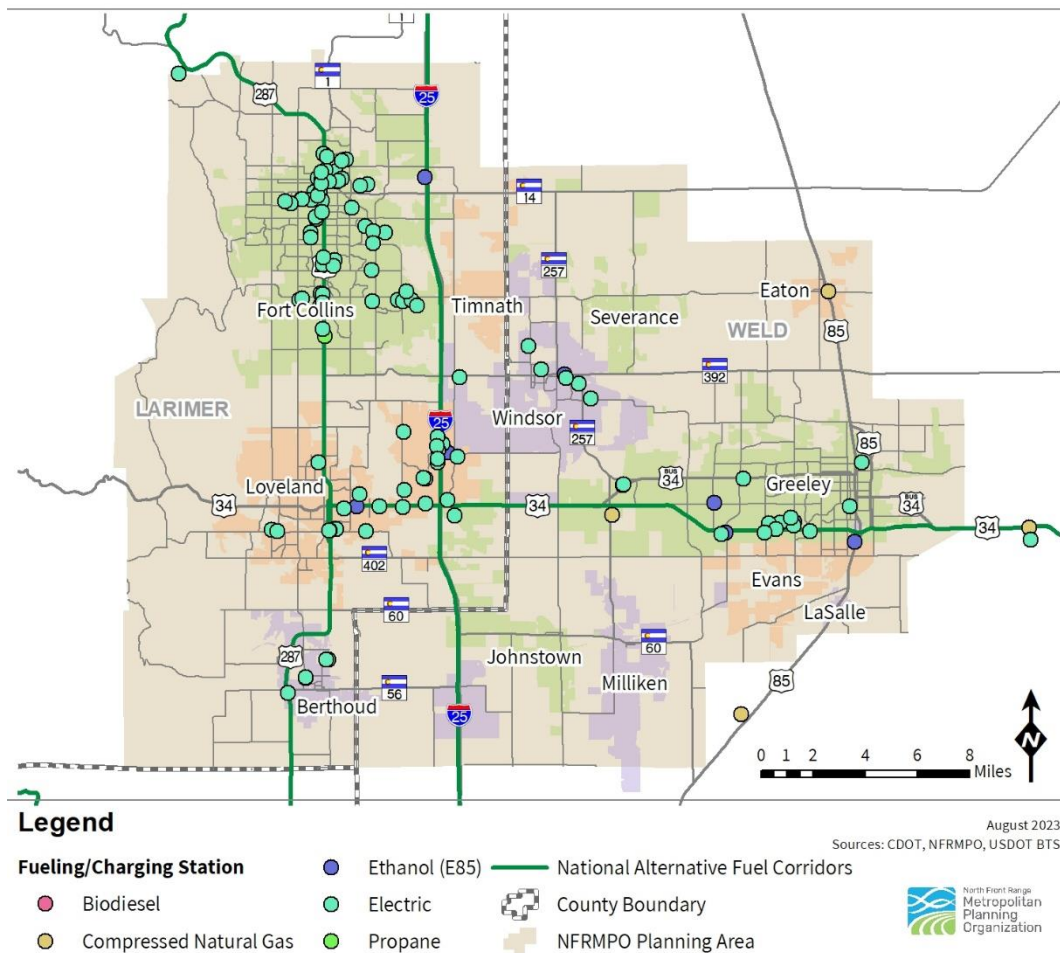 1
1
287
25
14
257
Eaton
Timnath
Severance
Fort Collins
WELD
85
392
LARIMER
25
Windsor
257
85
BUS
34
Loveland
Greeley
34
34
BUS
34
34
402
Evans
60
LaSalle
287
Johnstown
60
Milliken
85
56
Berthoud
25
N
0 1 2 4 6 8
Miles
Legend
August 2023
Sources: CDOT, NFRMPO, USDOT BTS
Fueling/Charging Station
Biodiesel
Compressed Natural Gas
Ethanol (E85)
Electric
Propane
National Alternative Fuel Corridors
County Boundary
NFRMPO Planning Area
North Front Range
Metropolitan
Planning
Organization